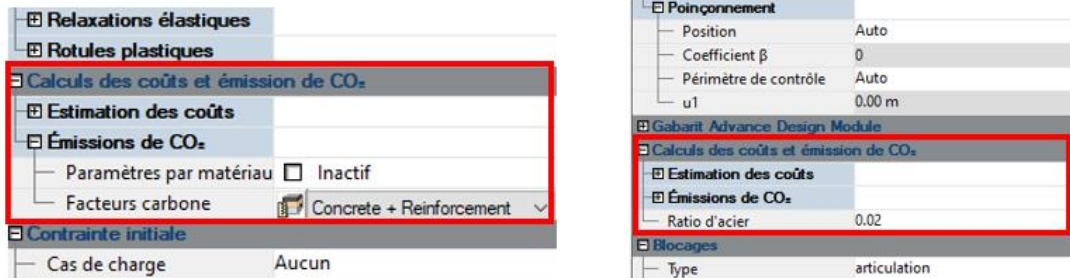 Relaxations élastiques
Rotules plastiques
Calculs des coûts et émission de CO₂
Estimation des coûts
Émissions de CO₂
Paramètres par matériau Inactif
Facteurs carbone Concrete + Reinforcement
Contrainte initiale
Cas de charge Aucun
Poinçonnement
Position Auto
Coefficient β 0
Périmètre de contrôle Auto
u1 0.00 m
Gabarit Advance Design Module
Calculs des coûts et émission de CO₂
Estimation des coûts
Émissions de CO₂
Ratio d'acier 0.02
Blocages
Type articulation